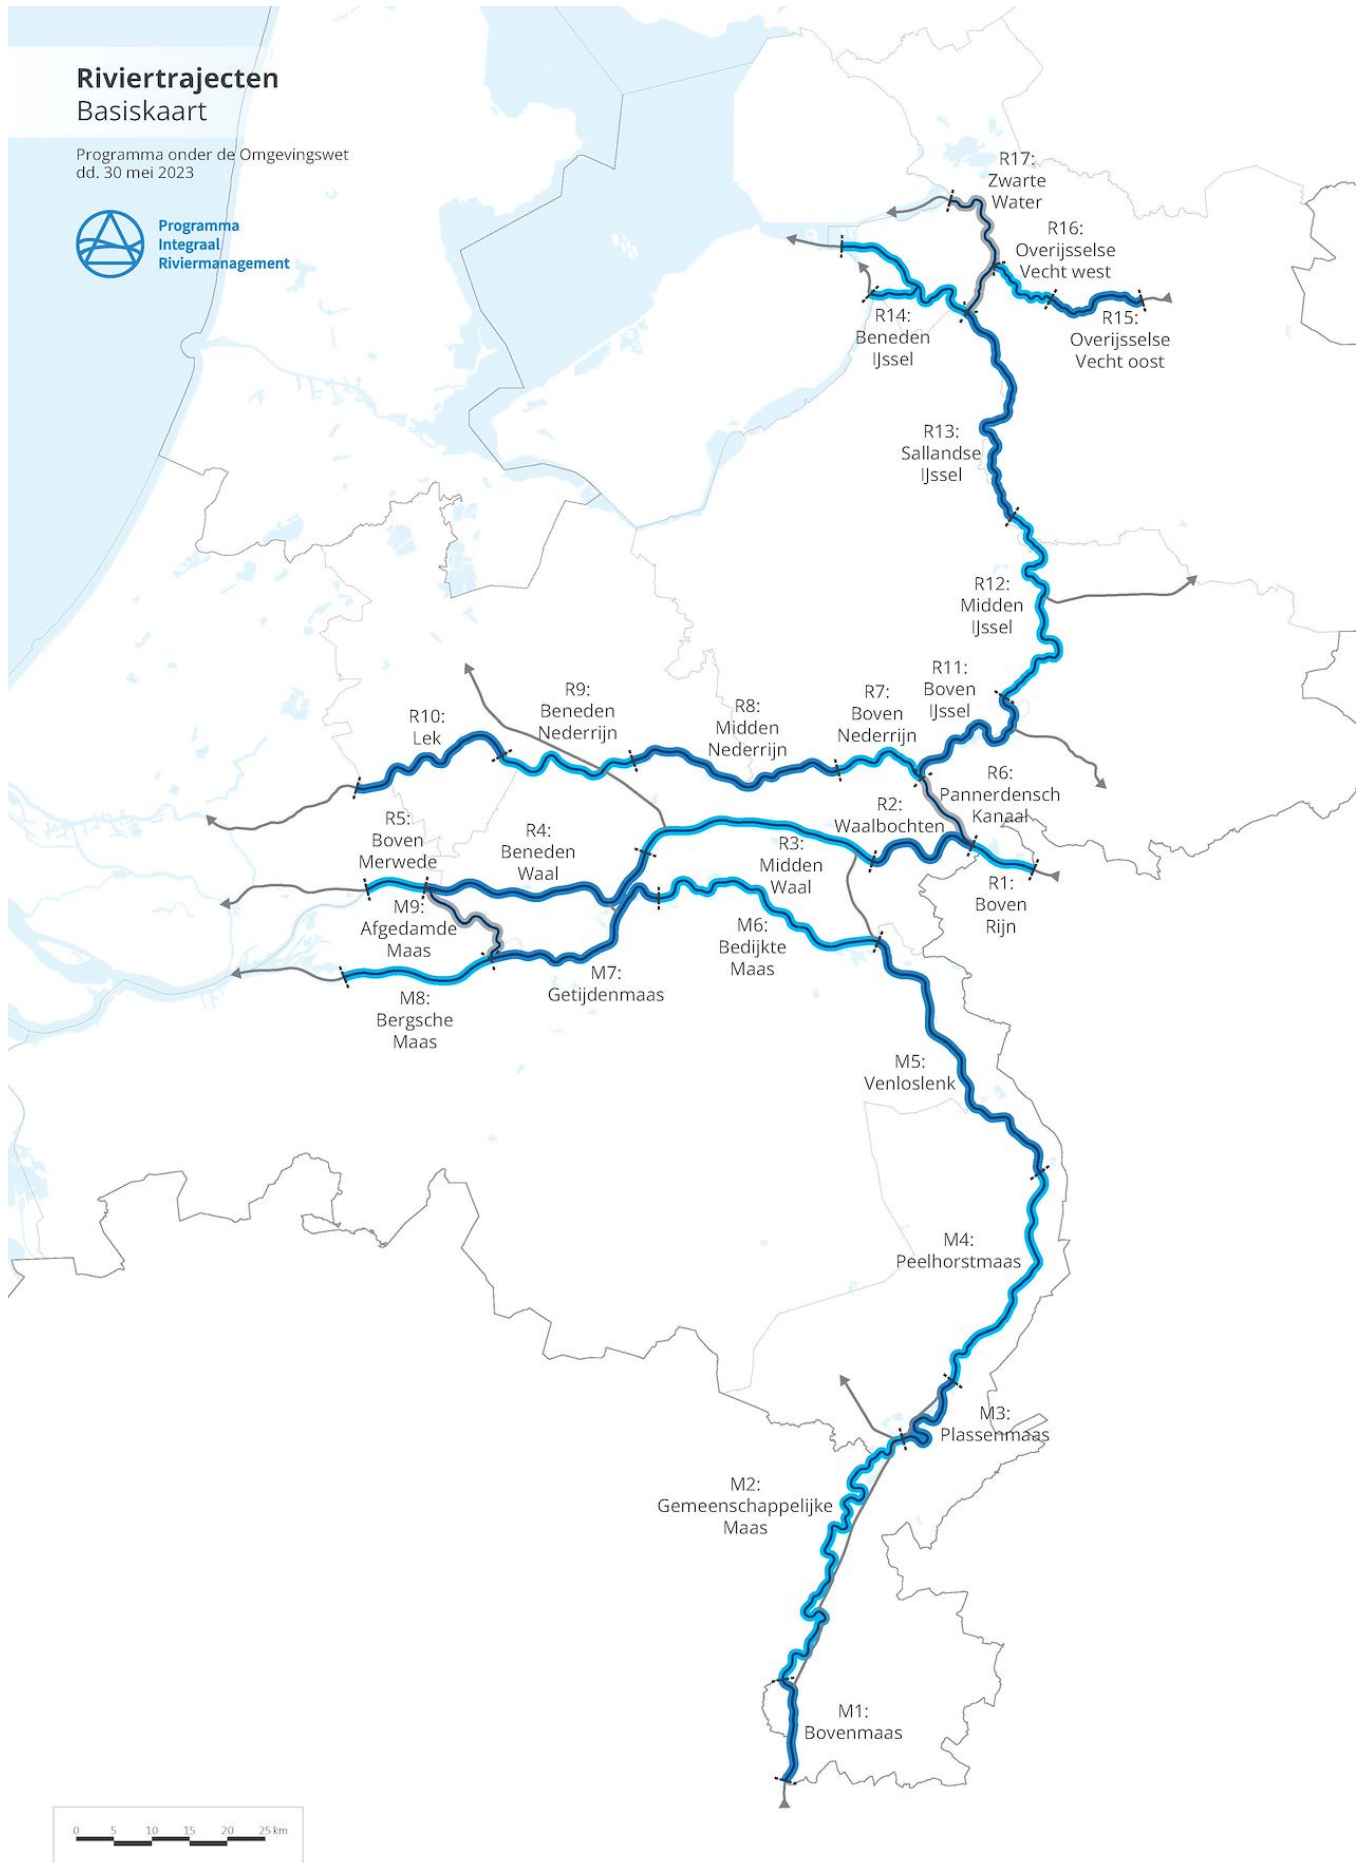 Riviertrajecten
Basiskaart
Programma onder de Omgevingswet
dd. 30 mei 2023
Programma
Integraal
Riviermanagement
R17:
Zwarte
Water
R16:
Overijsselse
Vecht west
R15:
Overijsselse
Vecht oost
R14:
Beneden
IJssel
R13:
Sallandse
IJssel
R12:
Midden
IJssel
R11:
Boven
IJssel
R10:
Lek
R9:
Beneden
Nederrijn
R8:
Midden
Nederrijn
R7:
Boven
Nederrijn
R6:
Pannerdensch
Kanaal
R5:
Boven
Merwede
R4:
Beneden
Waal
R3:
Midden
Waal
R2:
Waalbochten
R1:
Boven
Rijn
M9:
Afgedamde
Maas
M8:
Bergsche
Maas
M7:
Getijdenmaas
M6:
Bedijkte
Maas
M5:
Venloslenk
M4:
Peelhorstmaas
M3:
Plassenmaas
M2:
Gemeenschappelijke
Maas
M1:
Bovenmaas
0 5 10 15 20 25 km